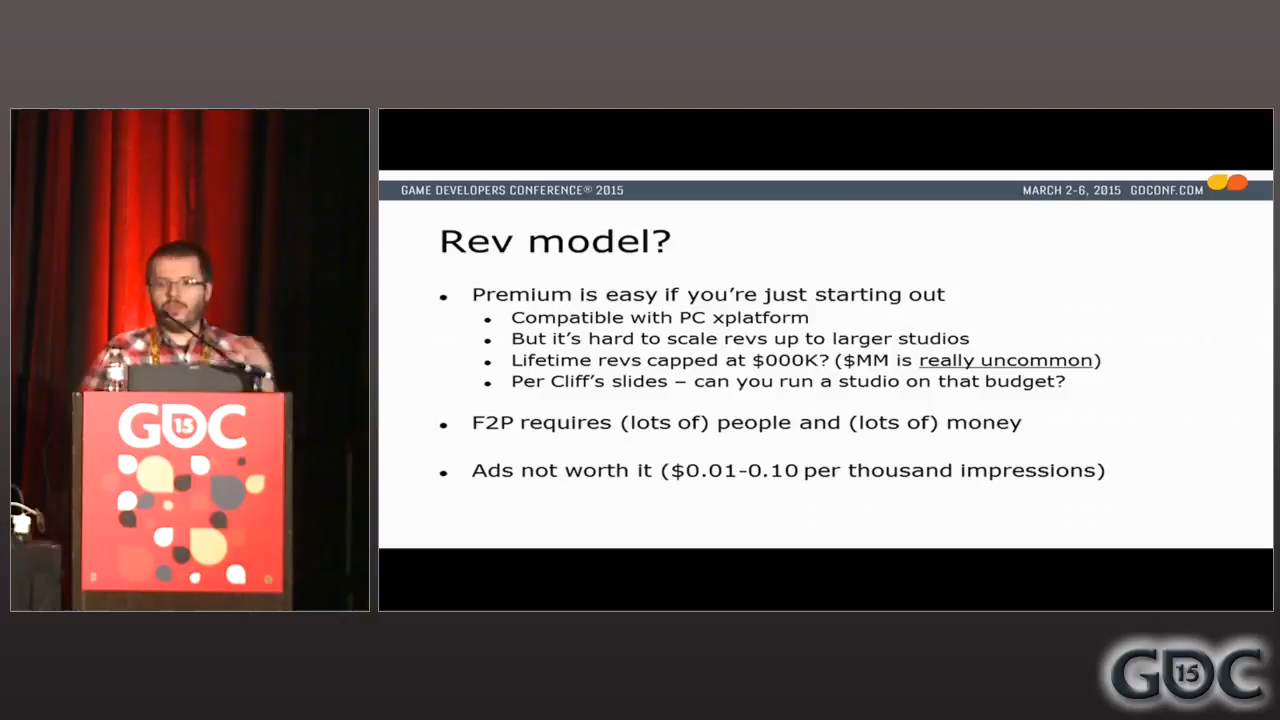 GAME DEVELOPERS CONFERENCE® 2015
MARCH 2-6, 2015 GDCONF.COM
Rev model?
• Premium is easy if you're just starting out
• Compatible with PC xplatform
• But it's hard to scale revs up to larger studios
• Lifetime revs capped at $000K? ($MM is really uncommon)
• Per Cliff's slides – can you run a studio on that budget?
• F2P requires (lots of) people and (lots of) money
• Ads not worth it ($0.01-0.10 per thousand impressions)
GDC 15
GDC 15